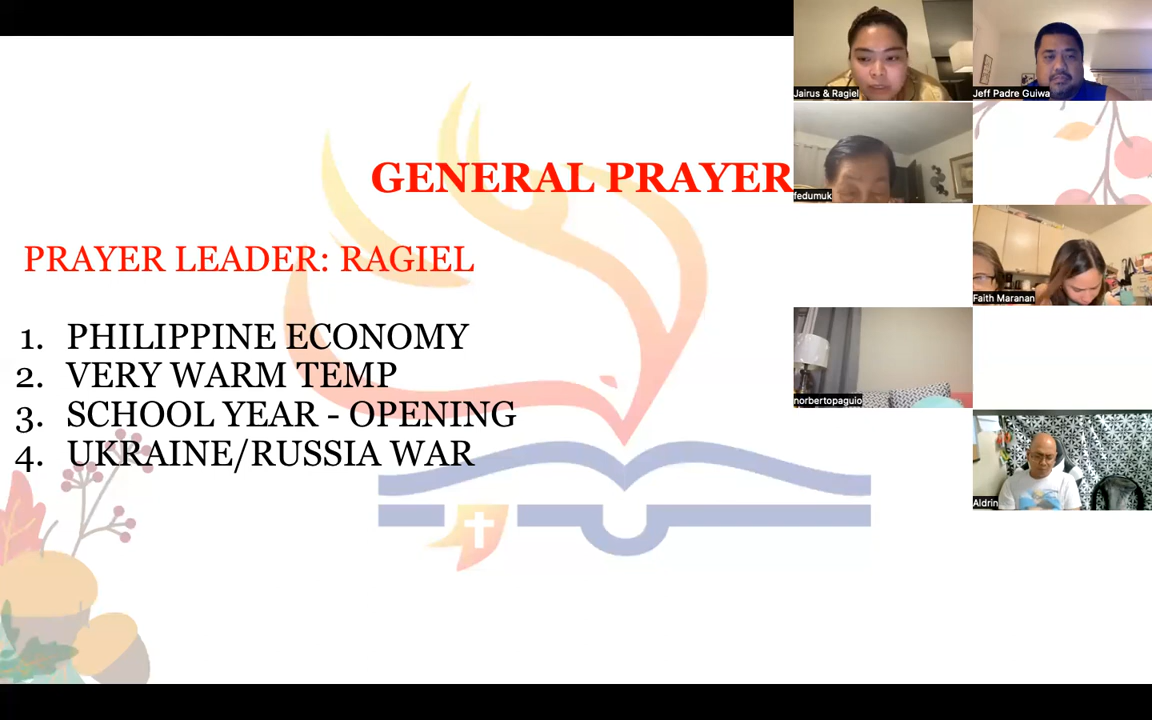 GENERAL PRAYER
PRAYER LEADER: RAGIEL
1. PHILIPPINE ECONOMY
2. VERY WARM TEMP
3. SCHOOL YEAR - OPENING
4. UKRAINE/RUSSIA WAR
Jairus & Ragiel
Jeff Padre Guiwa
fedumuk
Faith Maranan
norbertopaguio
Aldrin